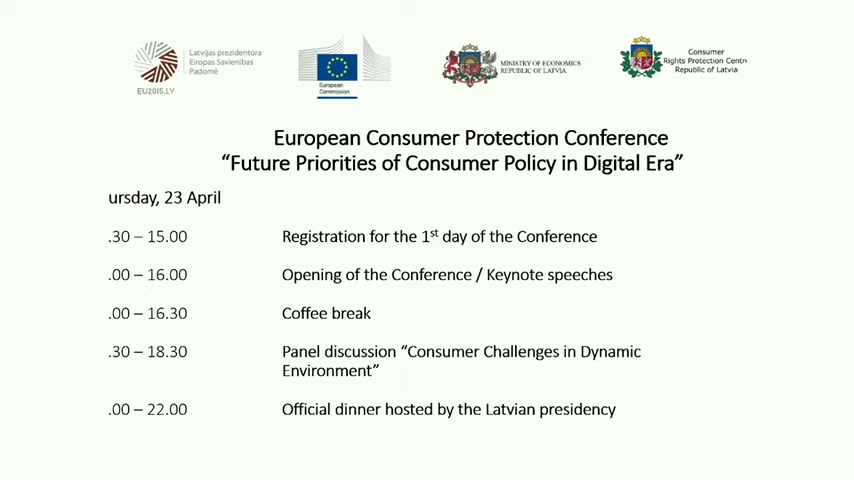 Latvijas prezidentūra
Eiropas Savienības
Padomē
EU2015.LV
European
Commission
MINISTRY OF ECONOMICS
REPUBLIC OF LATVIA
Consumer
Rights Protection Centr
Republic of Latvia
European Consumer Protection Conference
“Future Priorities of Consumer Policy in Digital Era”
ursday, 23 April
.30 – 15.00 Registration for the 1st day of the Conference
.00 – 16.00 Opening of the Conference / Keynote speeches
.00 – 16.30 Coffee break
.30 – 18.30 Panel discussion “Consumer Challenges in Dynamic
Environment”
.00 – 22.00 Official dinner hosted by the Latvian presidency